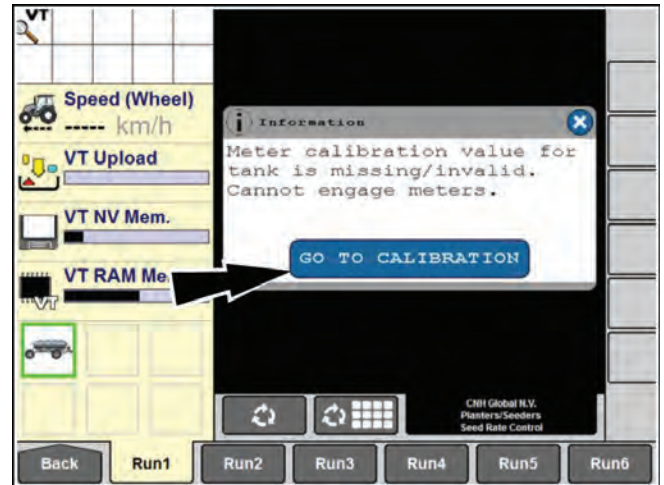 VT
Speed (Wheel)
----- km/h
VT Upload
VT NV Mem.
VT RAM Me
VT
Information
Meter calibration value for
tank is missing/invalid.
Cannot engage meters.
GO TO CALIBRATION
CNH Global N.V.
Planters/Seeders
Seed Rate Control
Back
Run1
Run2
Run3
Run4
Run5
Run6